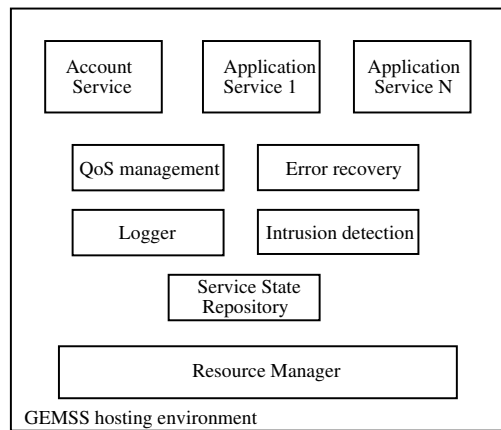 Account
Service
Application
Service 1
Application
Service N
QoS management
Error recovery
Logger
Intrusion detection
Service State
Repository
Resource Manager
GEMSS hosting environment